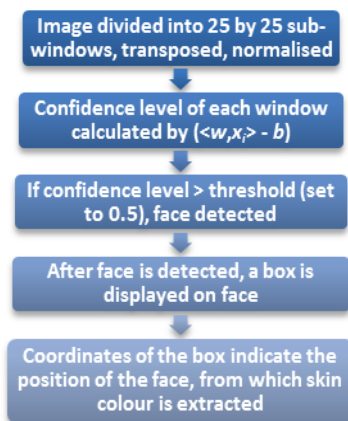 Image divided into 25 by 25 sub-
windows, transposed, normalised
Confidence level of each window
calculated by (<w,xᵢ> - b)
If confidence level > threshold (set
to 0.5), face detected
After face is detected, a box is
displayed on face
Coordinates of the box indicate the
position of the face, from which skin
colour is extracted